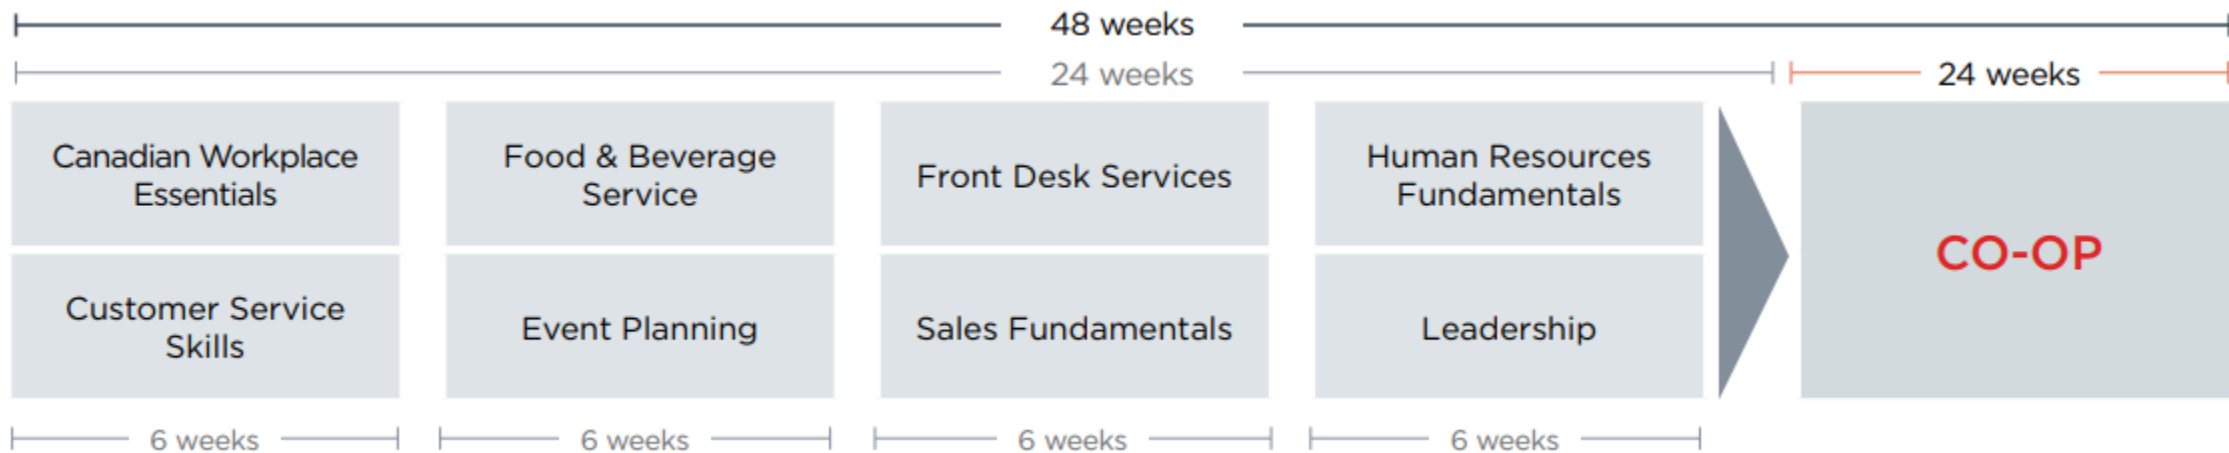 48 weeks
24 weeks
24 weeks
Canadian Workplace
Essentials
Food & Beverage
Service
Front Desk Services
Human Resources
Fundamentals
CO-OP
Customer Service
Skills
Event Planning
Sales Fundamentals
Leadership
6 weeks
6 weeks
6 weeks
6 weeks